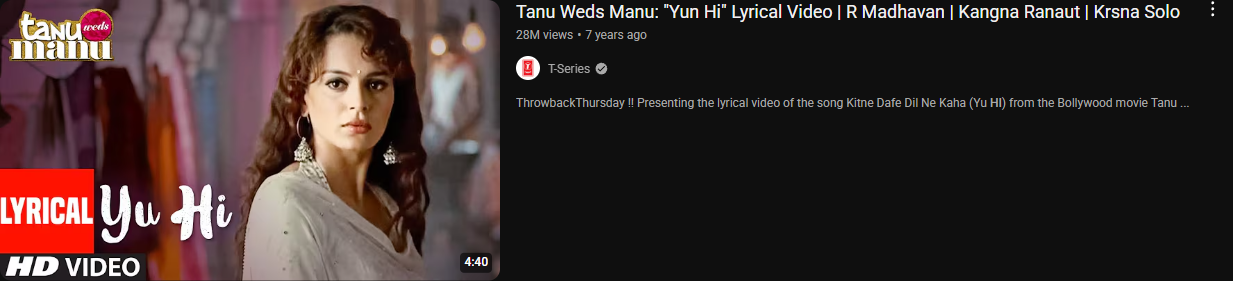 tanu weds
manu
LYRICAL Yu Hi
HD VIDEO
4:40
Tanu Weds Manu: "Yun Hi" Lyrical Video | R Madhavan | Kangna Ranaut | Krsna Solo
28M views • 7 years ago
T-Series
ThrowbackThursday !! Presenting the lyrical video of the song Kitne Dafe Dil Ne Kaha (Yu HI) from the Bollywood movie Tanu ...